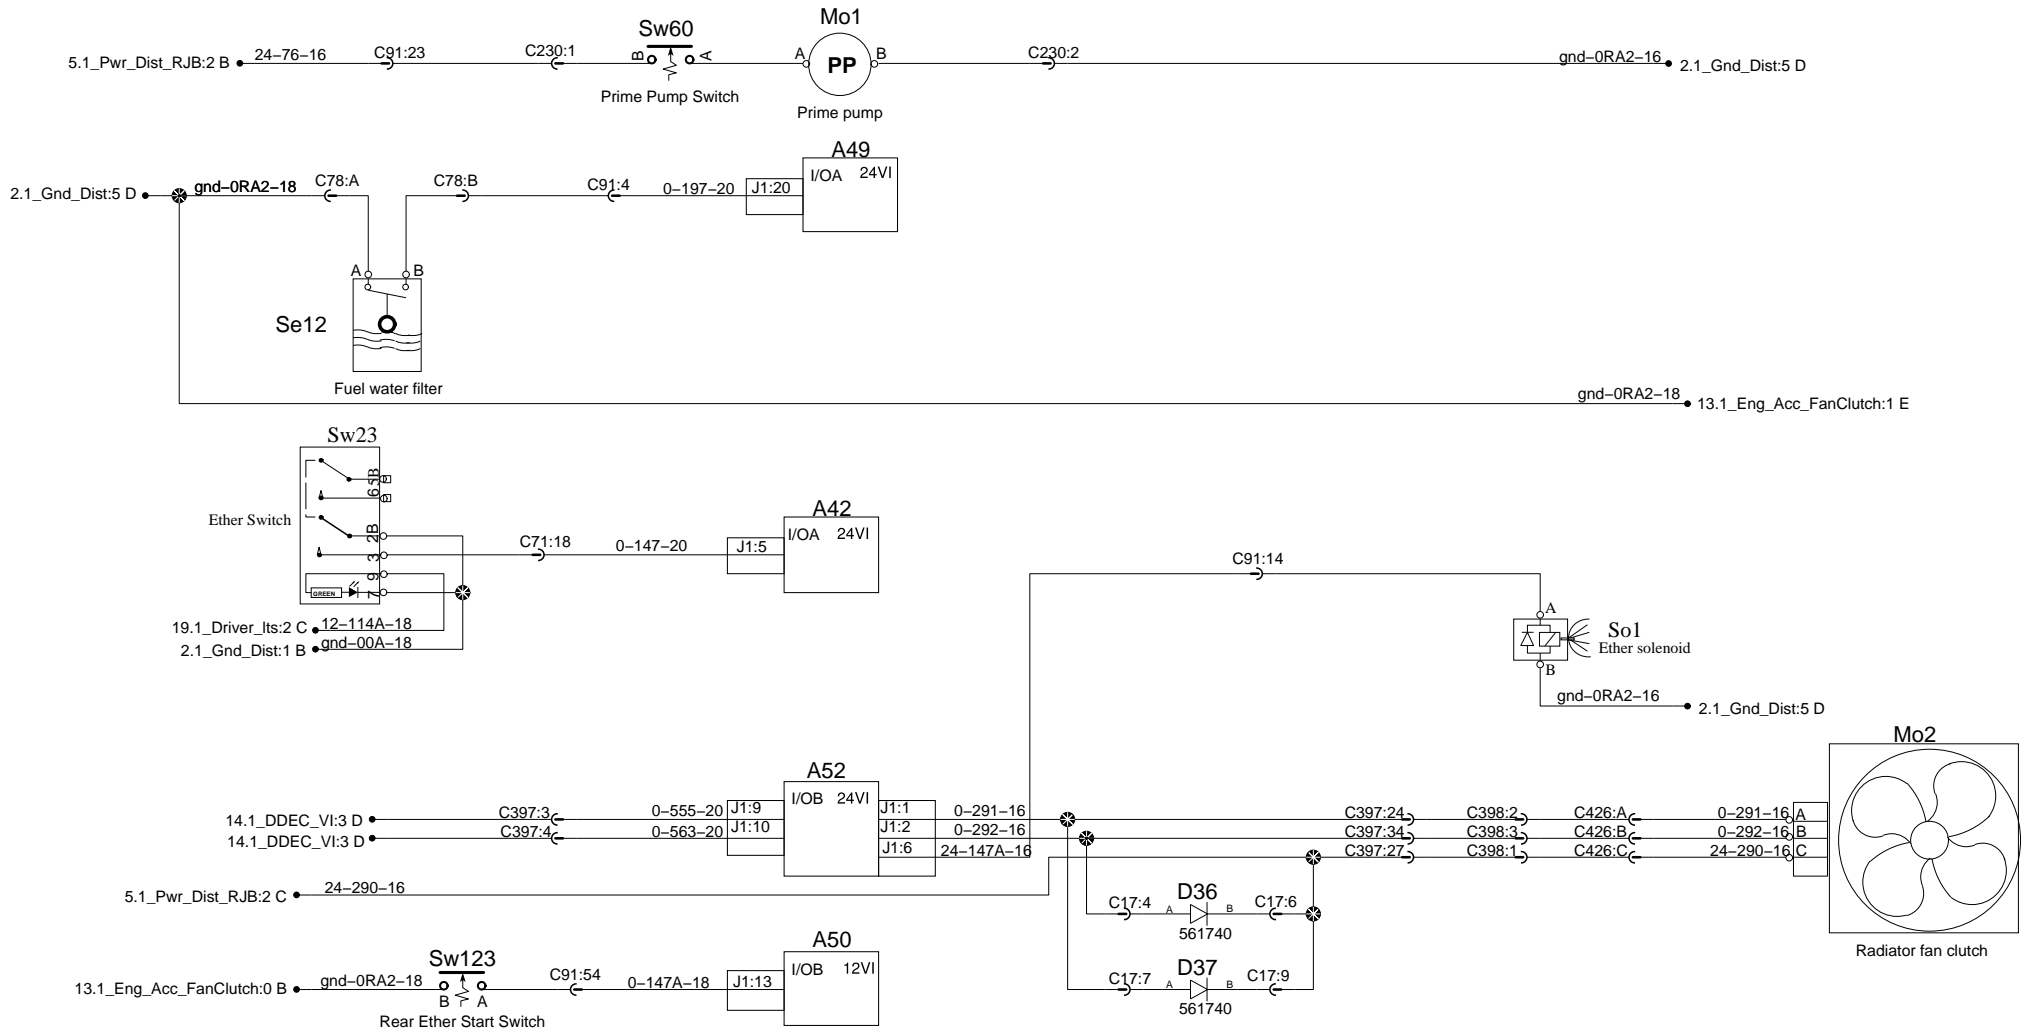 Sw60
Mo1
5.1_Pwr_Dist_RJB:2 B
24-76-16
C91:23
C230:1
B
A
A
PP
B
C230:2
gnd-0RA2-16
2.1_Gnd_Dist:5 D
Prime Pump Switch
Prime pump
A49
2.1_Gnd_Dist:5 D
gnd-0RA2-18
C78:A
C78:B
C91:4
0-197-20
J1:20
I/OA
24VI
A
B
Se12
Fuel water filter
gnd-0RA2-18
13.1_Eng_Acc_FanClutch:1 E
Sw23
5B
6
Ether Switch
2B
3
9
7
GREEN
C71:18
0-147-20
J1:5
A42
I/OA
24VI
19.1_Driver_lts:2 C
12-114A-18
2.1_Gnd_Dist:1 B
gnd-00A-18
C91:14
A
So1
Ether solenoid
B
gnd-0RA2-16
2.1_Gnd_Dist:5 D
A52
Mo2
14.1_DDEC_VI:3 D
C397:3
0-555-20
J1:9
I/OB
24VI
J1:1
0-291-16
C397:24
C398:2
C426:A
0-291-16
A
14.1_DDEC_VI:3 D
C397:4
0-563-20
J1:10
J1:2
0-292-16
C397:34
C398:3
C426:B
0-292-16
B
J1:6
24-147A-16
C397:27
C398:1
C426:C
24-290-16
C
5.1_Pwr_Dist_RJB:2 C
24-290-16
D36
C17:4
A
B
C17:6
561740
Radiator fan clutch
A50
Sw123
D37
13.1_Eng_Acc_FanClutch:0 B
gnd-0RA2-18
B
A
C91:54
0-147A-18
J1:13
I/OB
12VI
C17:7
A
B
C17:9
561740
Rear Ether Start Switch